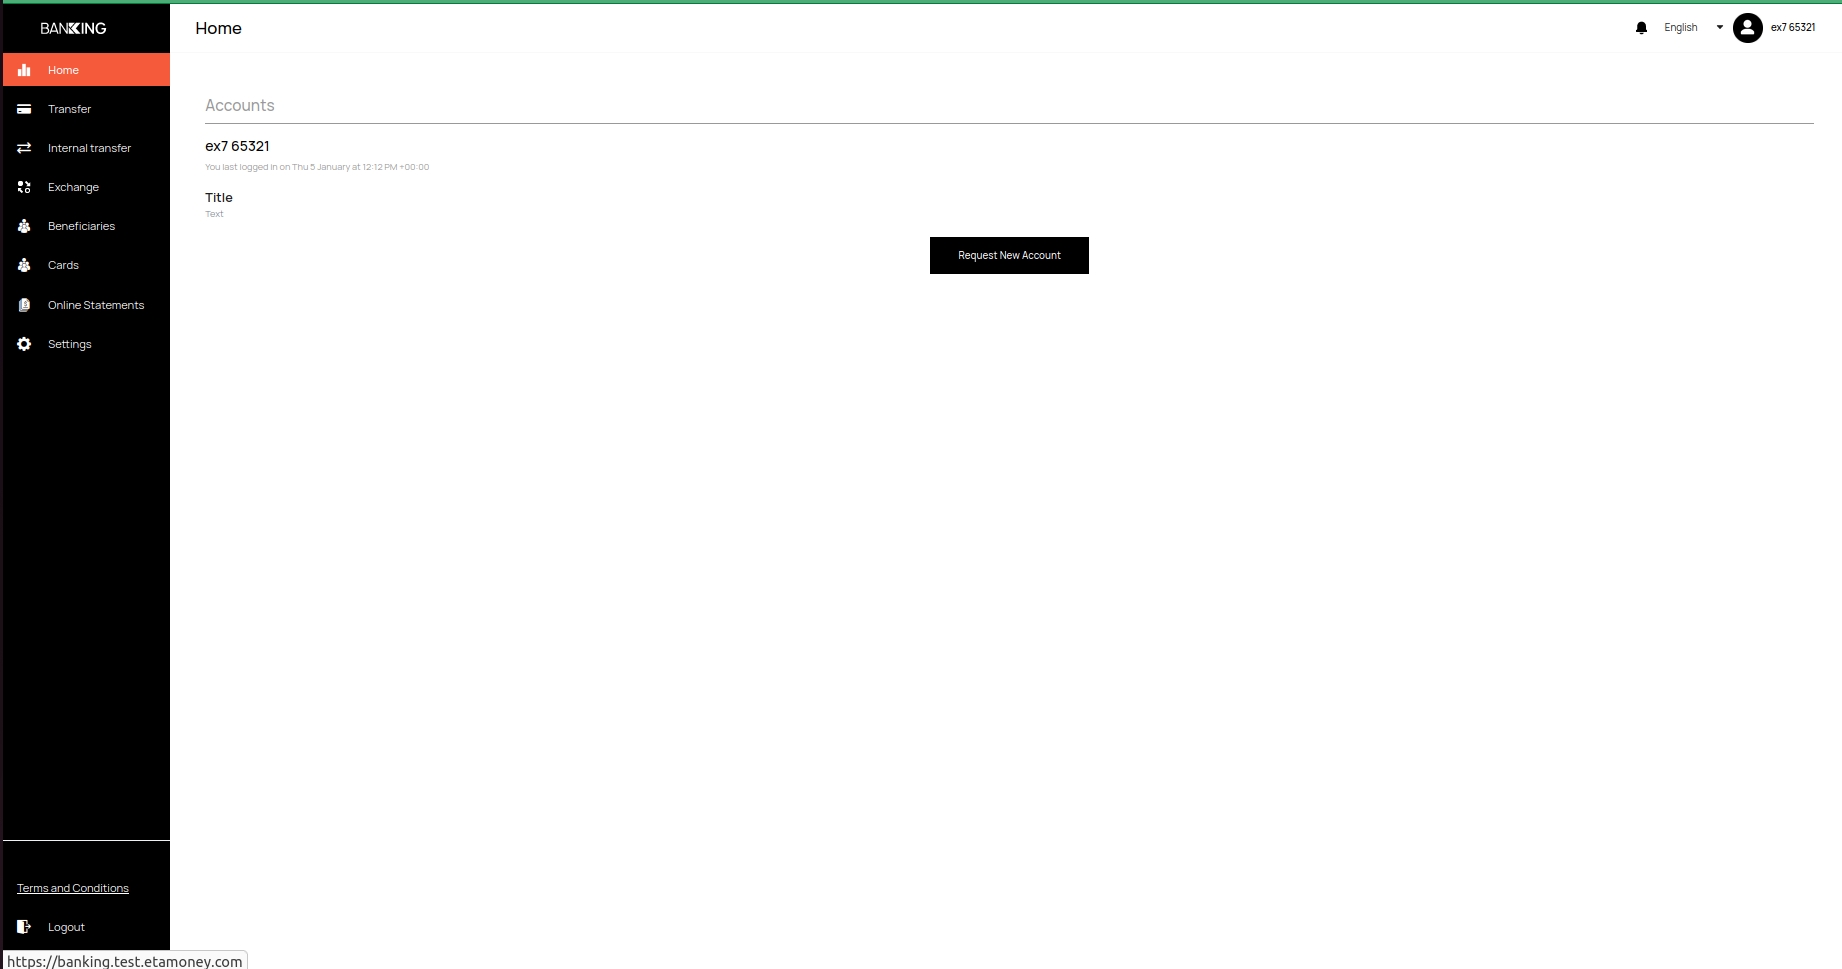 BANKING
Home
English
ex7 65321
Home
Transfer
Internal transfer
Exchange
Beneficiaries
Cards
Online Statements
Settings
Accounts
ex7 65321
You last logged in on Thu 5 January at 12:12 PM +00:00
Title
Text
Request New Account
Terms and Conditions
Logout
https://banking.test.etamoney.com